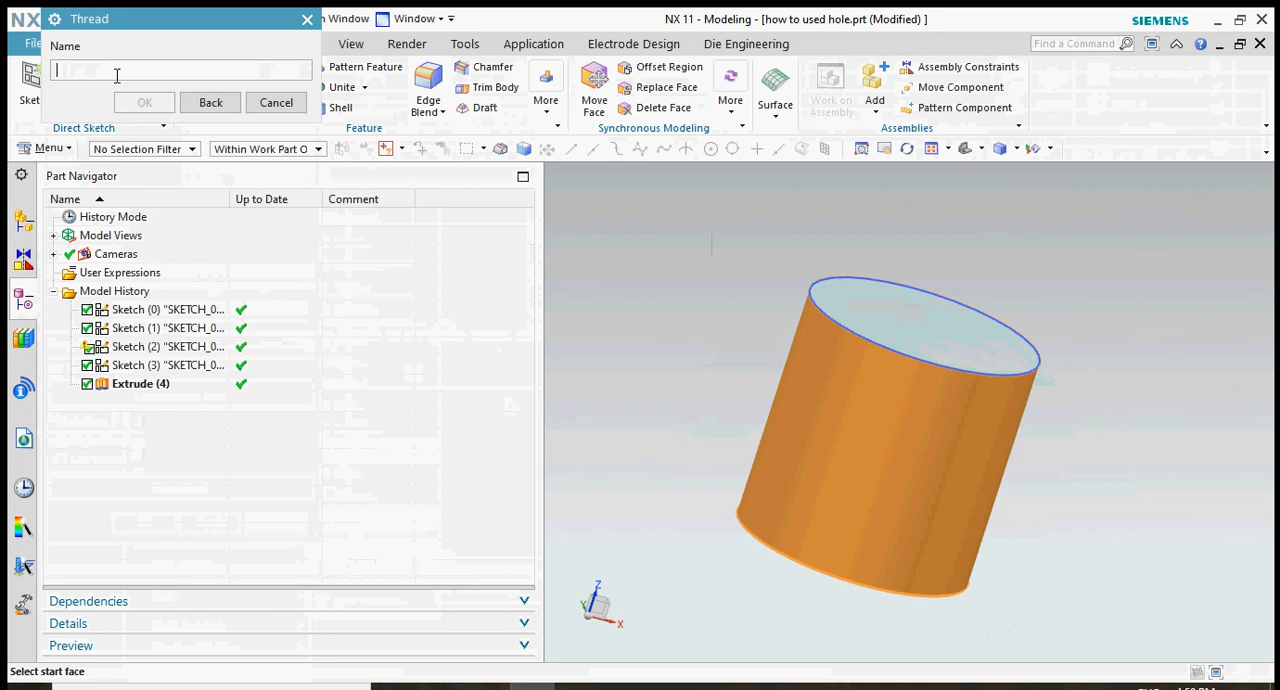 NX
Thread
Window
Window
NX 11 - Modeling - [how to used hole.prt (Modified) ]
SIEMENS
File
View
Render
Tools
Application
Electrode Design
Die Engineering
Find a Command
Name
OK
Back
Cancel
Pattern Feature
Unite
Shell
Chamfer
Trim Body
Draft
Edge Blend
More
Move Face
Offset Region
Replace Face
Delete Face
More
Surface
Work on Assembly
Add
Assembly Constraints
Move Component
Pattern Component
Direct Sketch
Feature
Synchronous Modeling
Assemblies
Menu
No Selection Filter
Within Work Part O
Part Navigator
Name
Up to Date
Comment
History Mode
Model Views
Cameras
User Expressions
Model History
Sketch (0) "SKETCH_0...
Sketch (1) "SKETCH_0...
Sketch (2) "SKETCH_0...
Sketch (3) "SKETCH_0...
Extrude (4)
Dependencies
Details
Preview
Z
Y
X
Select start face